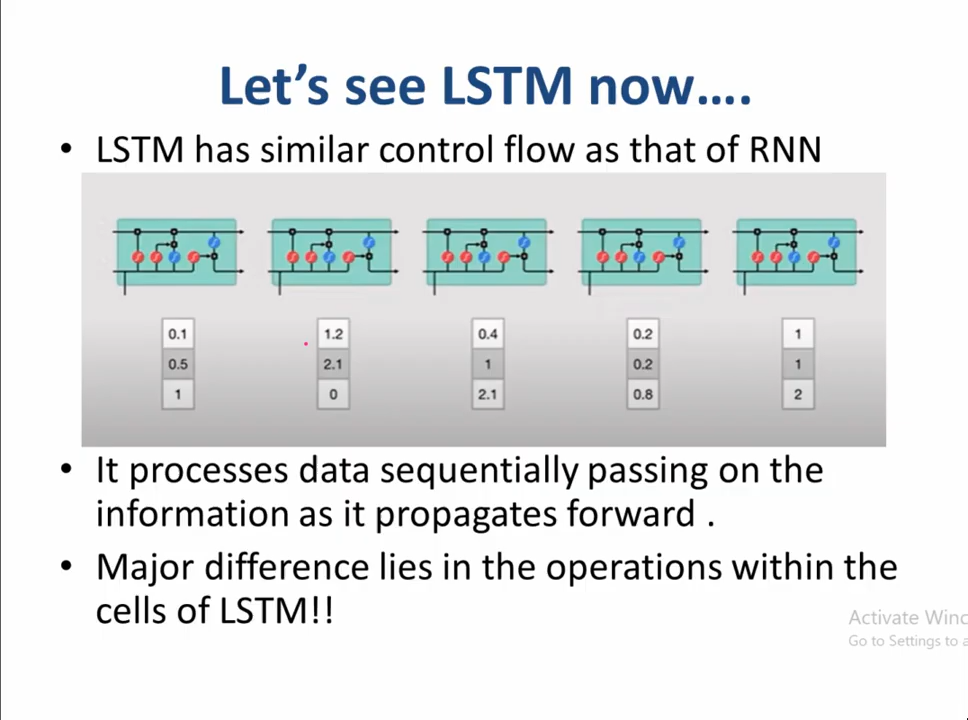 Let’s see LSTM now….
• LSTM has similar control flow as that of RNN
0.1 1.2 0.4 0.2 1
0.5 2.1 1 0.2 1
1 0 2.1 0.8 2
• It processes data sequentially passing on the
information as it propagates forward .
• Major difference lies in the operations within the
cells of LSTM!!
Activate Winc
Go to Settings to a